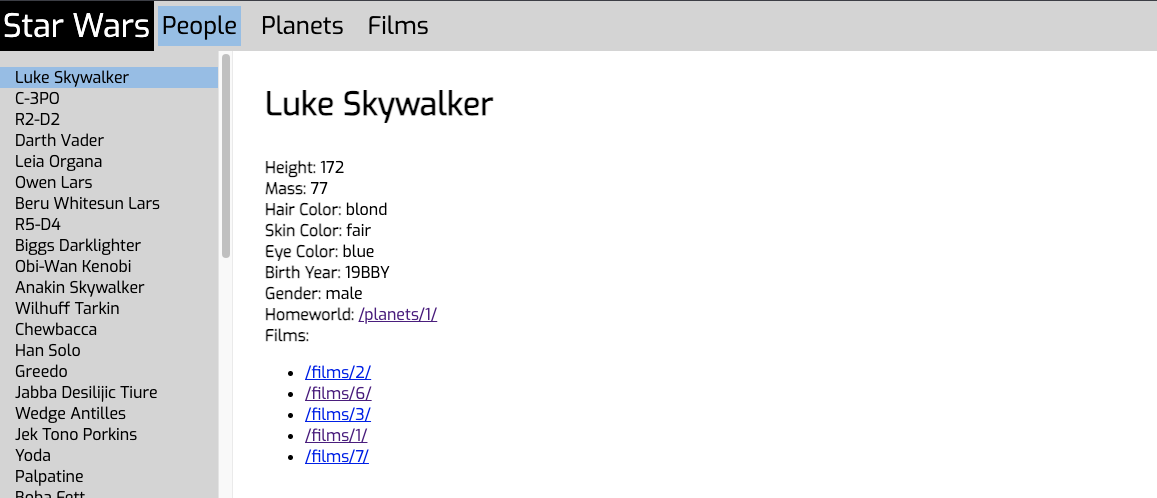 Star Wars People Planets Films
Luke Skywalker
C-3PO
R2-D2
Darth Vader
Leia Organa
Owen Lars
Beru Whitesun Lars
R5-D4
Biggs Darklighter
Obi-Wan Kenobi
Anakin Skywalker
Wilhuff Tarkin
Chewbacca
Han Solo
Greedo
Jabba Desilijic Tiure
Wedge Antilles
Jek Tono Porkins
Yoda
Palpatine
Boba Fett
Luke Skywalker
Height: 172
Mass: 77
Hair Color: blond
Skin Color: fair
Eye Color: blue
Birth Year: 19BBY
Gender: male
Homeworld: /planets/1/
Films:
/films/2/
/films/6/
/films/3/
/films/1/
/films/7/